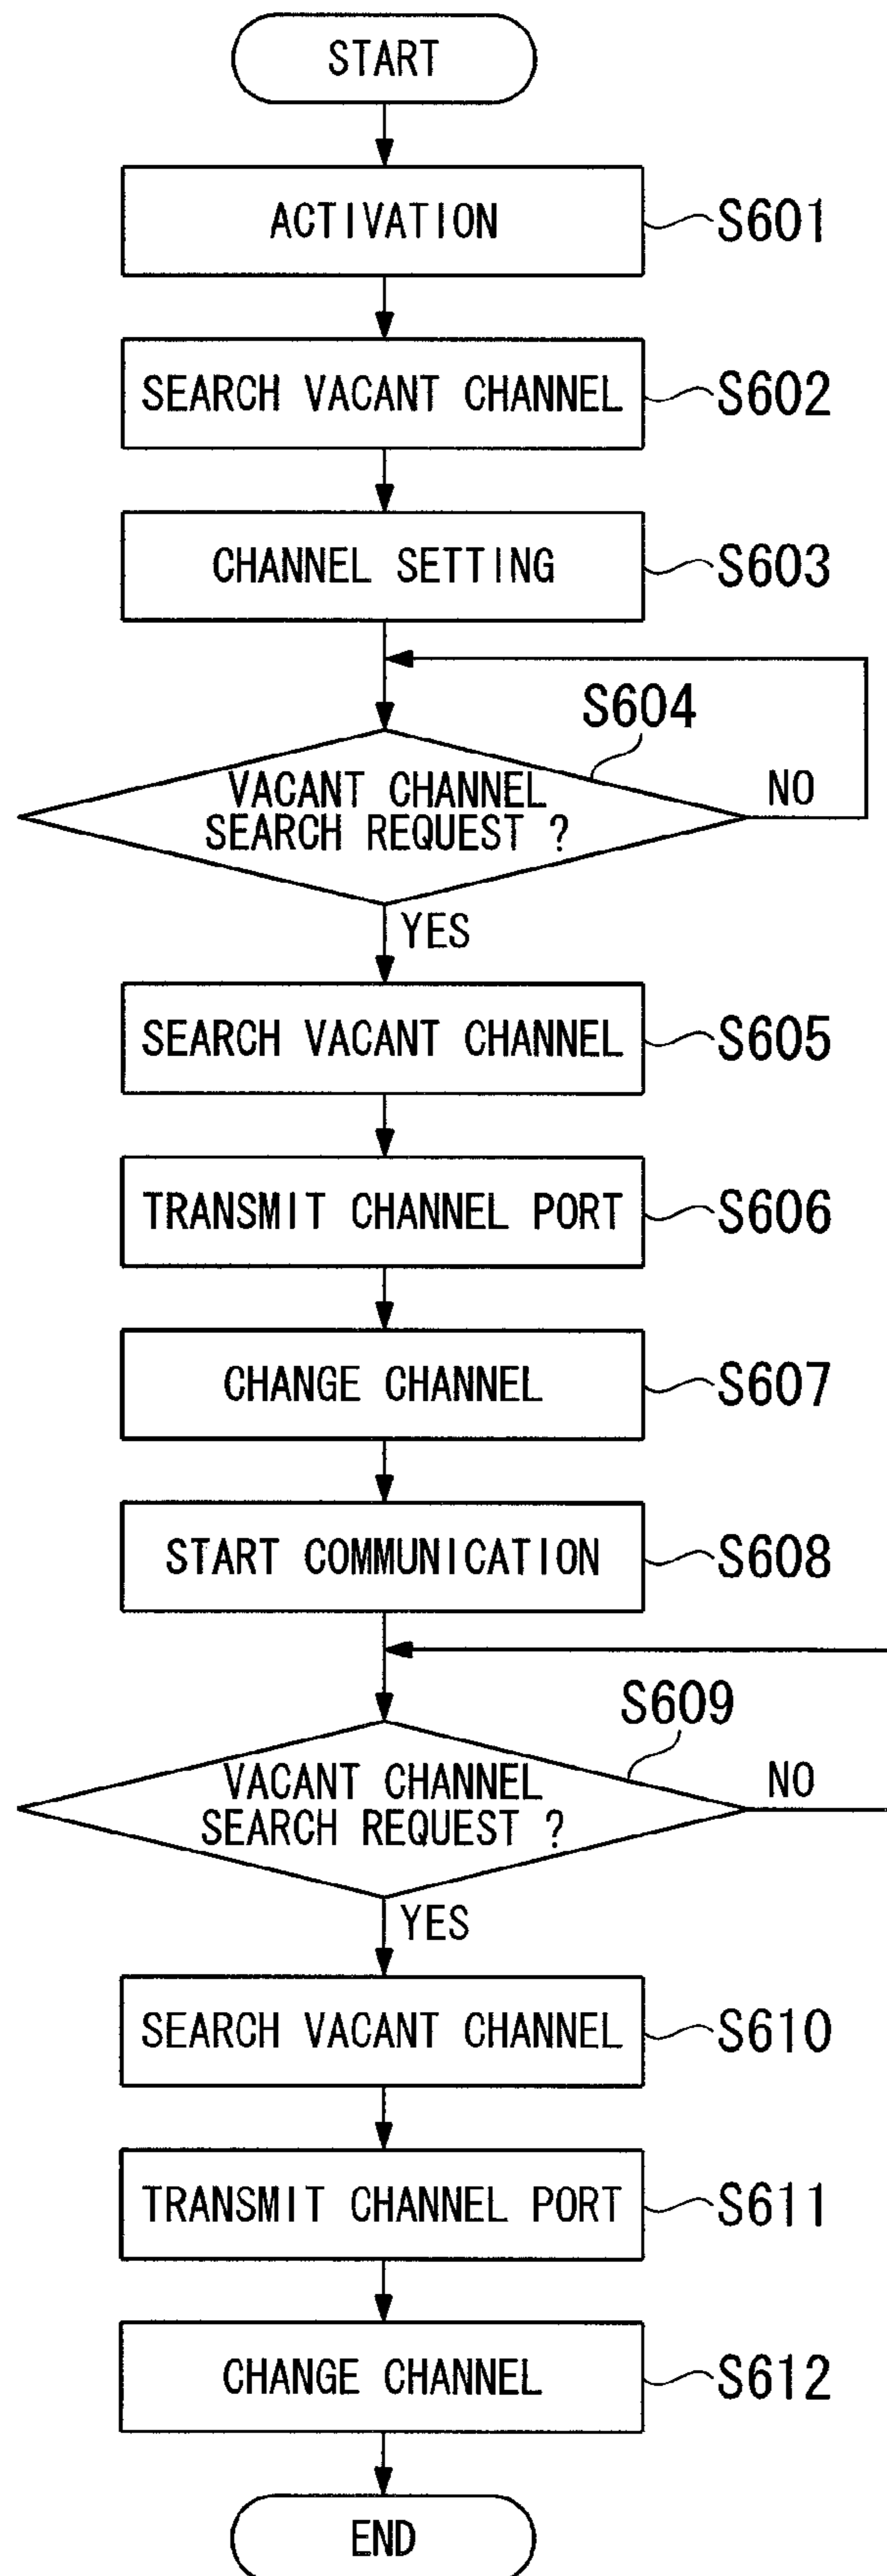 START
ACTIVATION
S601
SEARCH VACANT CHANNEL
S602
CHANNEL SETTING
S603
S604
VACANT CHANNEL
SEARCH REQUEST ?
NO
YES
SEARCH VACANT CHANNEL
S605
TRANSMIT CHANNEL PORT
S606
CHANGE CHANNEL
S607
START COMMUNICATION
S608
S609
VACANT CHANNEL
SEARCH REQUEST ?
NO
YES
SEARCH VACANT CHANNEL
S610
TRANSMIT CHANNEL PORT
S611
CHANGE CHANNEL
S612
END